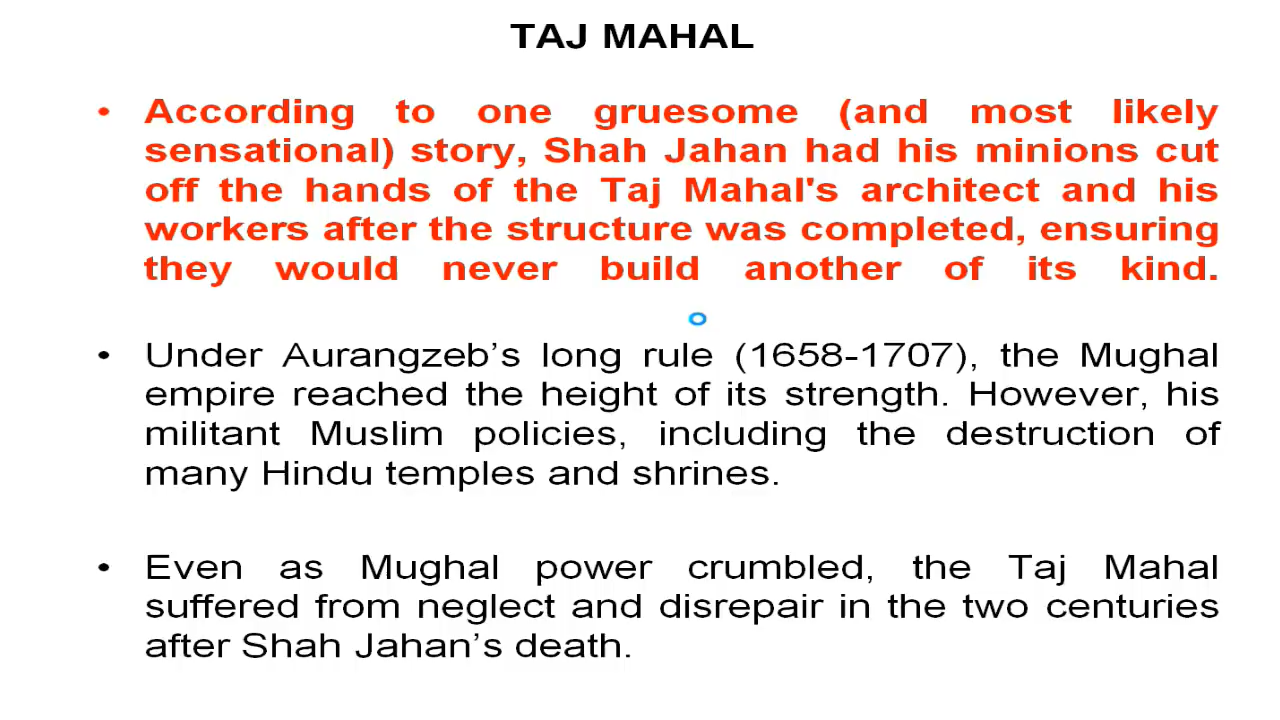 TAJ MAHAL
• According to one gruesome (and most likely
sensational) story, Shah Jahan had his minions cut
off the hands of the Taj Mahal's architect and his
workers after the structure was completed, ensuring
they would never build another of its kind.
• Under Aurangzeb’s long rule (1658-1707), the Mughal
empire reached the height of its strength. However, his
militant Muslim policies, including the destruction of
many Hindu temples and shrines.
• Even as Mughal power crumbled, the Taj Mahal
suffered from neglect and disrepair in the two centuries
after Shah Jahan’s death.